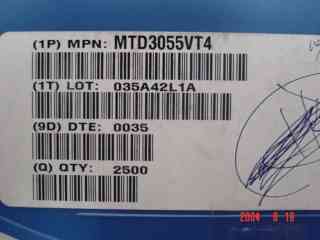 (1P) MPN: MTD3055VT4
(1T) LOT: 035A42L1A
(9D) DTE: 0035
(Q) QTY: 2500
2004 8 18